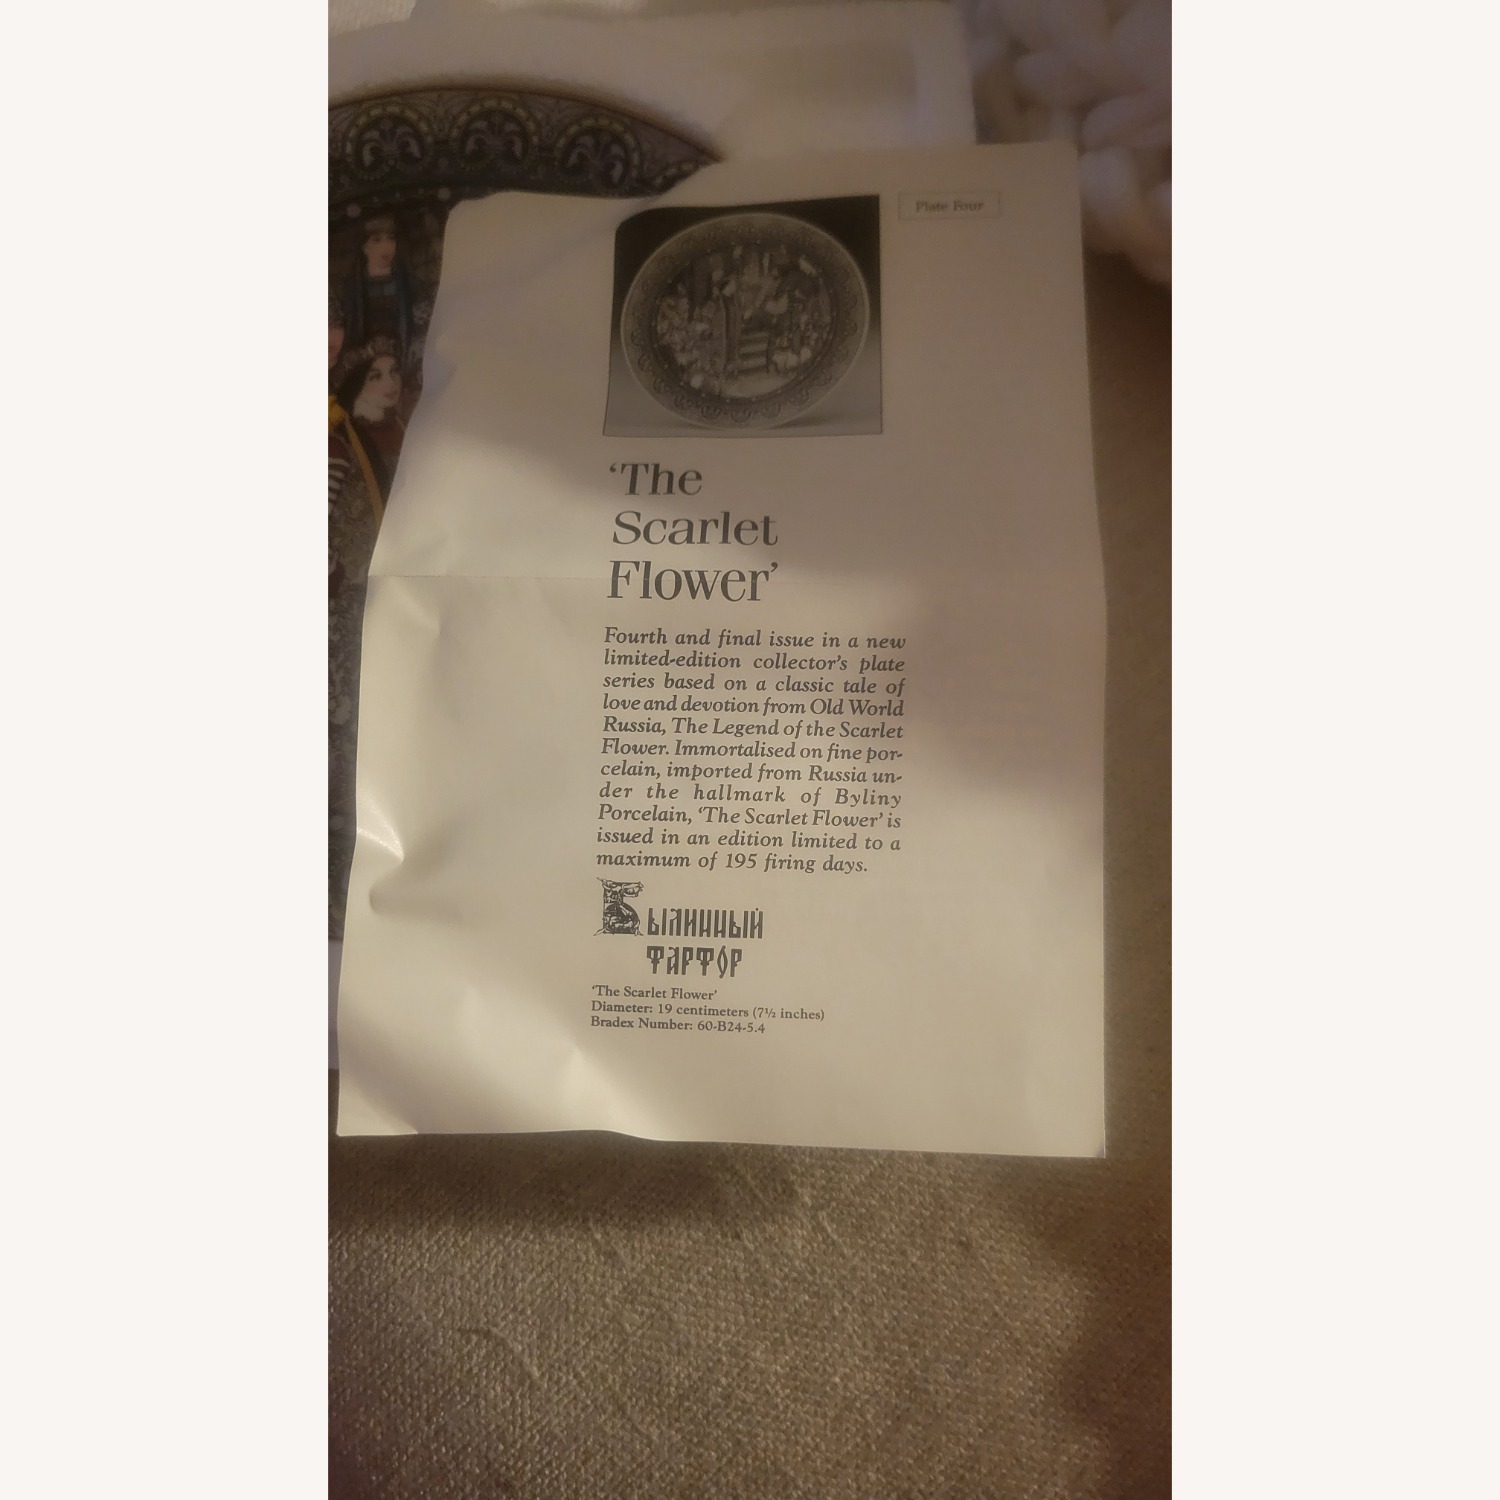 Plate Four
‘The
Scarlet
Flower’
Fourth and final issue in a new
limited-edition collector’s plate
series based on a classic tale of
love and devotion from Old World
Russia, The Legend of the Scarlet
Flower. Immortalised on fine por-
celain, imported from Russia un-
der the hallmark of Byliny
Porcelain, ‘The Scarlet Flower’ is
issued in an edition limited to a
maximum of 195 firing days.
Былинный
фарфор
‘The Scarlet Flower’
Diameter: 19 centimeters (7½ inches)
Bradex Number: 60-B24-5.4